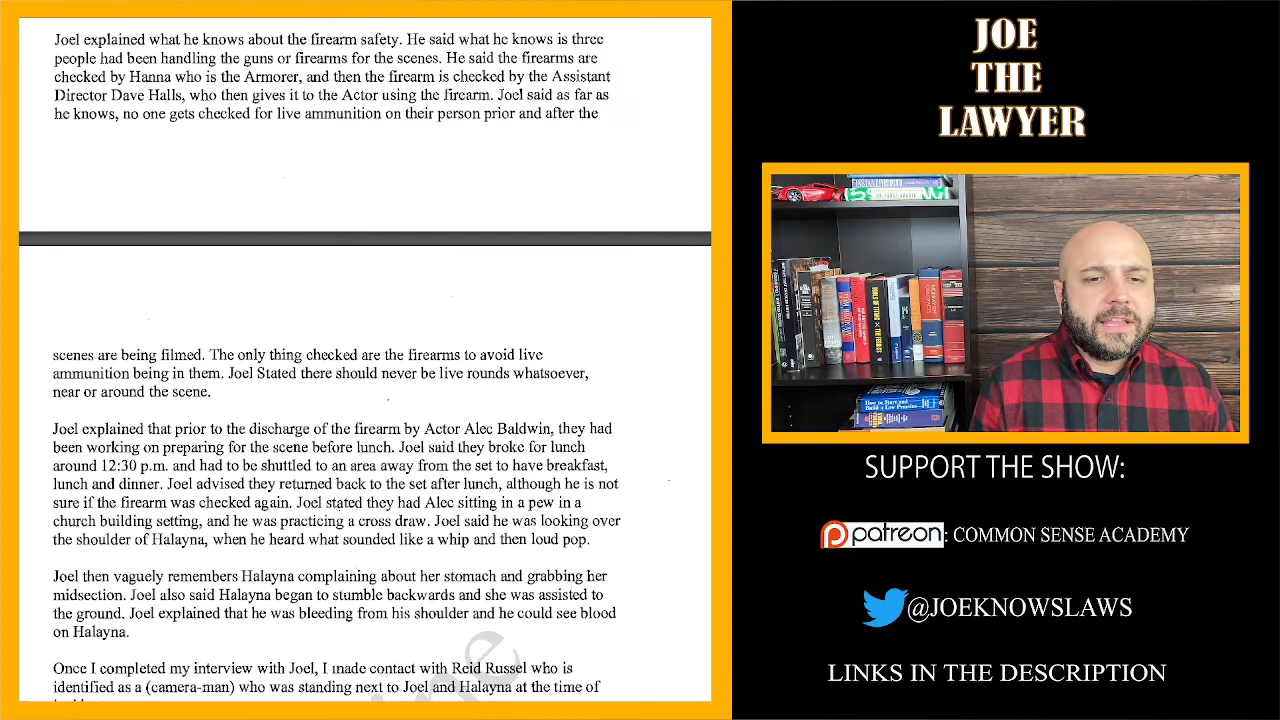 Joel explained what he knows about the firearm safety. He said what he knows is three
people had been handling the guns or firearms for the scenes. He said the firearms are
checked by Hanna who is the Armorer, and then the firearm is checked by the Assistant
Director Dave Halls, who then gives it to the Actor using the firearm. Joel said as far as
he knows, no one gets checked for live ammunition on their person prior and after the
scenes are being filmed. The only thing checked are the firearms to avoid live
ammunition being in them. Joel Stated there should never be live rounds whatsoever,
near or around the scene.
Joel explained that prior to the discharge of the firearm by Actor Alec Baldwin, they had
been working on preparing for the scene before lunch. Joel said they broke for lunch
around 12:30 p.m. and had to be shuttled to an area away from the set to have breakfast,
lunch and dinner. Joel advised they returned back to the set after lunch, although he is not
sure if the firearm was checked again. Joel stated they had Alec sitting in a pew in a
church building setting, and he was practicing a cross draw. Joel said he was looking over
the shoulder of Halayna, when he heard what sounded like a whip and then loud pop.
Joel then vaguely remembers Halayna complaining about her stomach and grabbing her
midsection. Joel also said Halayna began to stumble backwards and she was assisted to
the ground. Joel explained that he was bleeding from his shoulder and he could see blood
on Halayna.
Once I completed my interview with Joel, I made contact with Reid Russel who is
identified as a (camera-man) who was standing next to Joel and Halayna at the time of
JOE
THE
LAWYER
How to Start and
Build a Law Practice
SUPPORT THE SHOW:
patreon: COMMON SENSE ACADEMY
@JOEKNOWSLAWS
LINKS IN THE DESCRIPTION